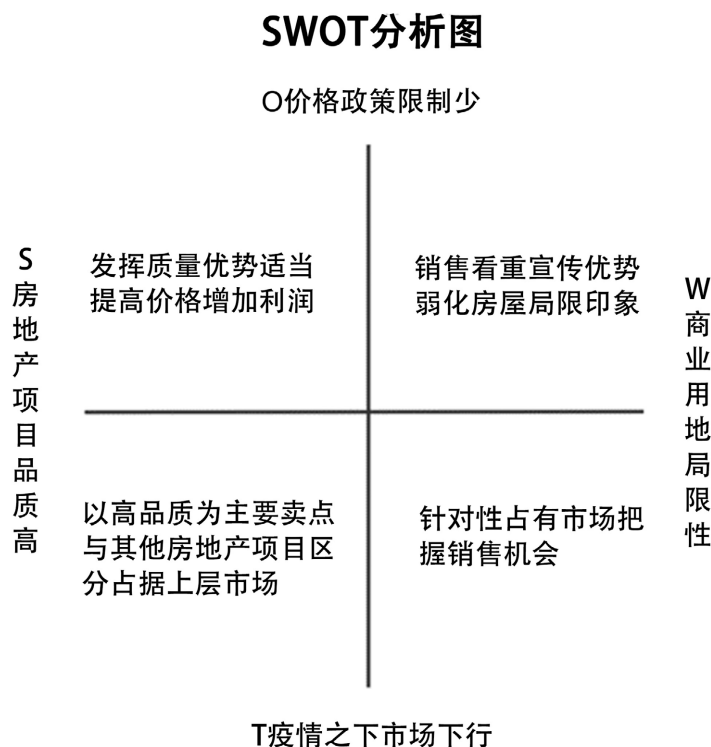 SWOT分析图
O价格政策限制少
S房地产项目品质高
发挥质量优势适当
提高价格增加利润
销售看重宣传优势
弱化房屋局限印象
W商业用地局限性
以高品质为主要卖点
与其他房地产项目区
分占据上层市场
针对性占有市场把
握销售机会
T疫情之下市场下行